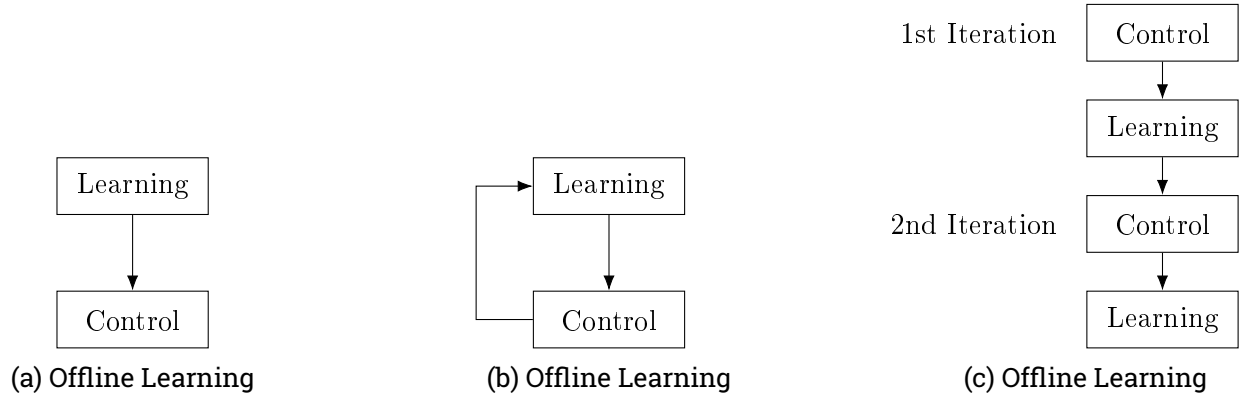 Learning
Control
(a) Offline Learning
Learning
Control
(b) Offline Learning
1st Iteration
Control
Learning
2nd Iteration
Control
Learning
(c) Offline Learning